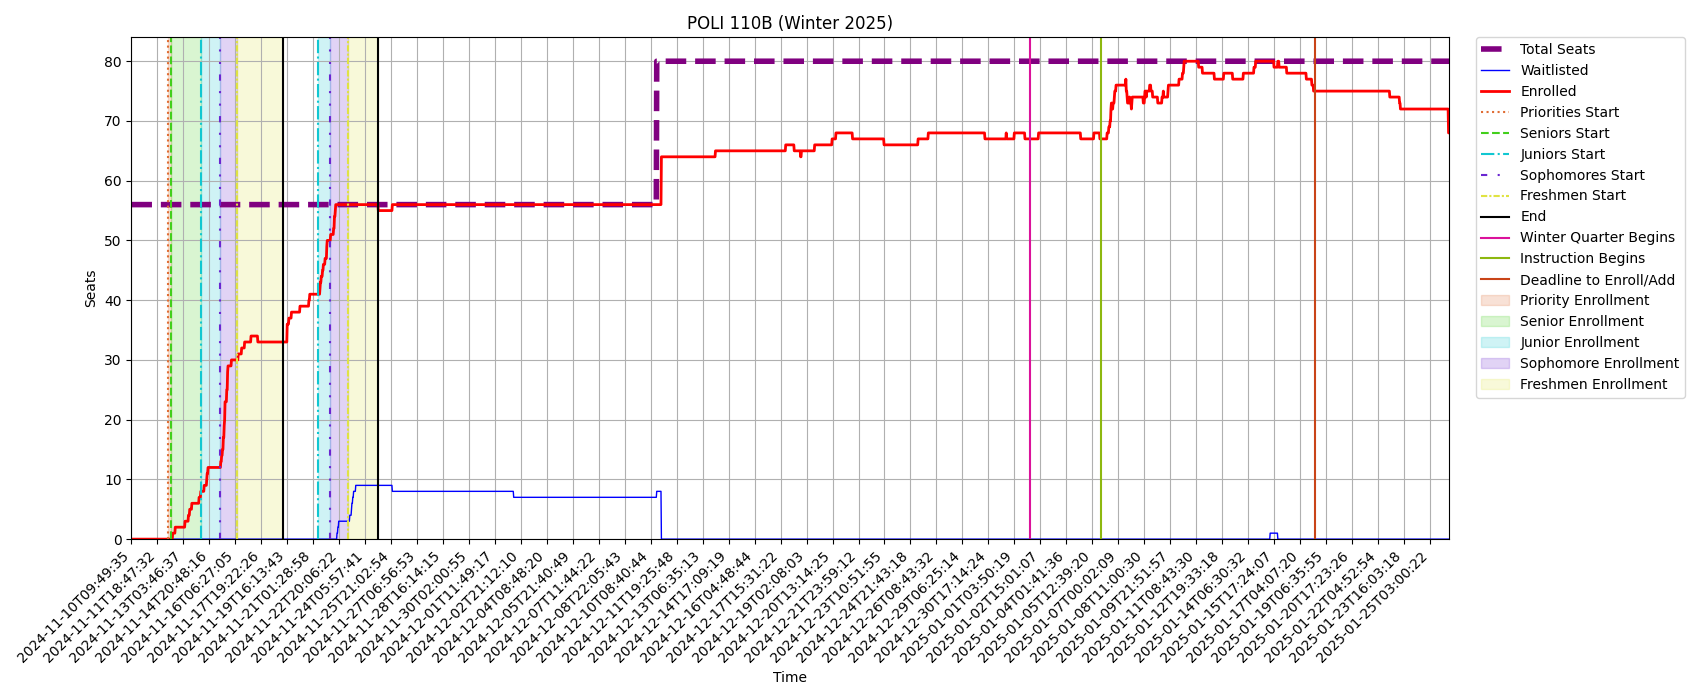 POLI 110B (Winter 2025)
Seats
80
70
60
50
40
30
20
10
0
2024-11-10T09:49:35
2024-11-11T18:47:32
2024-11-13T03:46:37
2024-11-14T20:48:16
2024-11-16T06:27:05
2024-11-17T19:22:26
2024-11-19T16:13:43
2024-11-21T01:28:58
2024-11-22T20:06:22
2024-11-24T05:57:41
2024-11-25T21:02:54
2024-11-27T06:56:53
2024-11-28T16:14:15
2024-11-30T02:00:55
2024-12-01T11:49:17
2024-12-02T21:12:10
2024-12-04T08:48:20
2024-12-05T21:40:49
2024-12-07T11:44:22
2024-12-08T22:05:43
2024-12-10T08:40:44
2024-12-11T19:25:48
2024-12-13T06:35:13
2024-12-14T17:09:19
2024-12-16T04:48:44
2024-12-17T15:31:22
2024-12-19T02:08:03
2024-12-20T13:14:25
2024-12-21T23:59:12
2024-12-23T10:51:55
2024-12-24T21:43:18
2024-12-26T08:43:32
2024-12-29T06:25:14
2024-12-30T17:14:24
2025-01-01T03:50:19
2025-01-02T15:01:07
2025-01-04T01:41:36
2025-01-05T12:39:20
2025-01-07T00:02:09
2025-01-08T11:00:30
2025-01-09T21:51:57
2025-01-11T08:43:30
2025-01-12T19:33:18
2025-01-14T06:30:32
2025-01-15T17:24:07
2025-01-17T04:07:20
2025-01-19T06:35:55
2025-01-20T17:23:26
2025-01-22T04:52:54
2025-01-23T16:03:18
2025-01-25T03:00:22
Time
Total Seats
Waitlisted
Enrolled
Priorities Start
Seniors Start
Juniors Start
Sophomores Start
Freshmen Start
End
Winter Quarter Begins
Instruction Begins
Deadline to Enroll/Add
Priority Enrollment
Senior Enrollment
Junior Enrollment
Sophomore Enrollment
Freshmen Enrollment